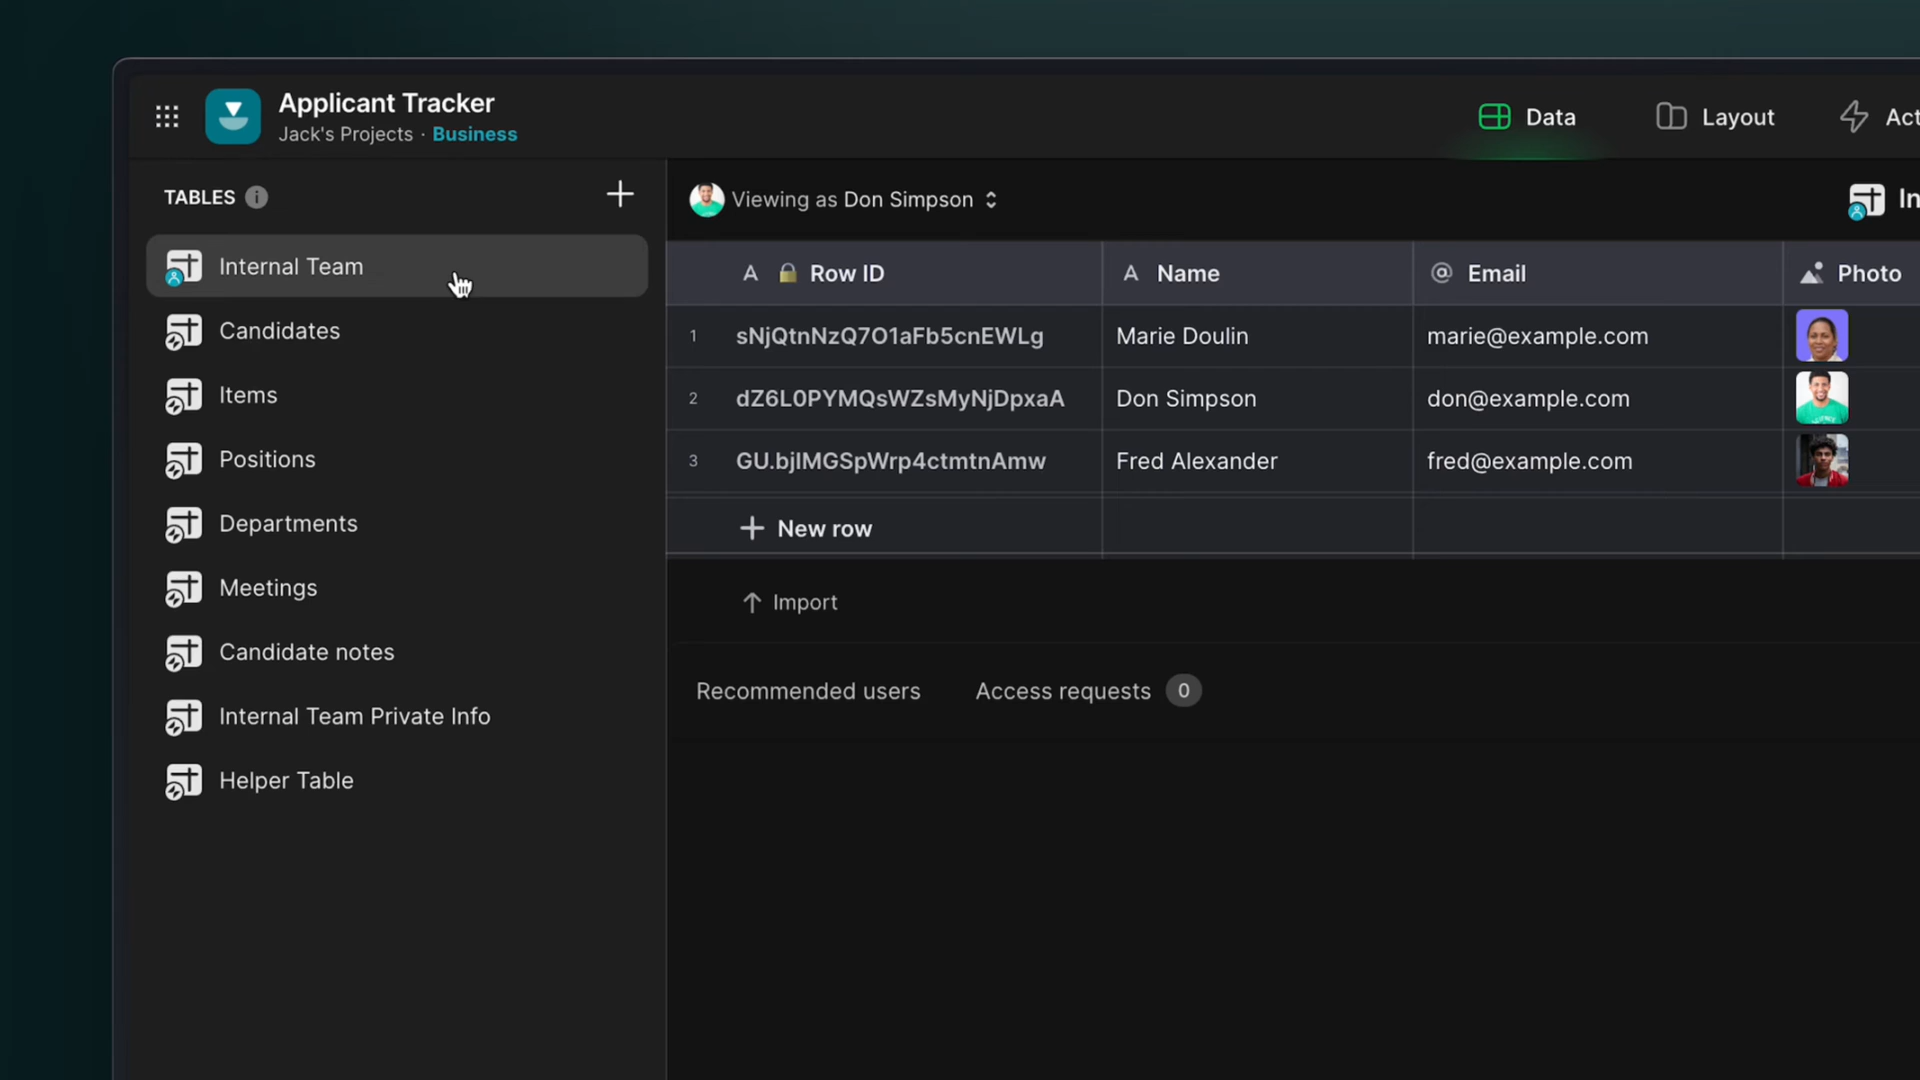 Applicant Tracker
Jack's Projects · Business
Data
Layout
Act
TABLES
Internal Team
Candidates
Items
Positions
Departments
Meetings
Candidate notes
Internal Team Private Info
Helper Table
Viewing as Don Simpson
In
Row ID Name Email Photo
1 sNjQtnNzQ7O1aFb5cnEWLg Marie Doulin marie@example.com
2 dZ6L0PYMQsWZsMyNjDpxaA Don Simpson don@example.com
3 GU.bjIMGSpWrp4ctmtnAmw Fred Alexander fred@example.com
New row
Import
Recommended users
Access requests 0